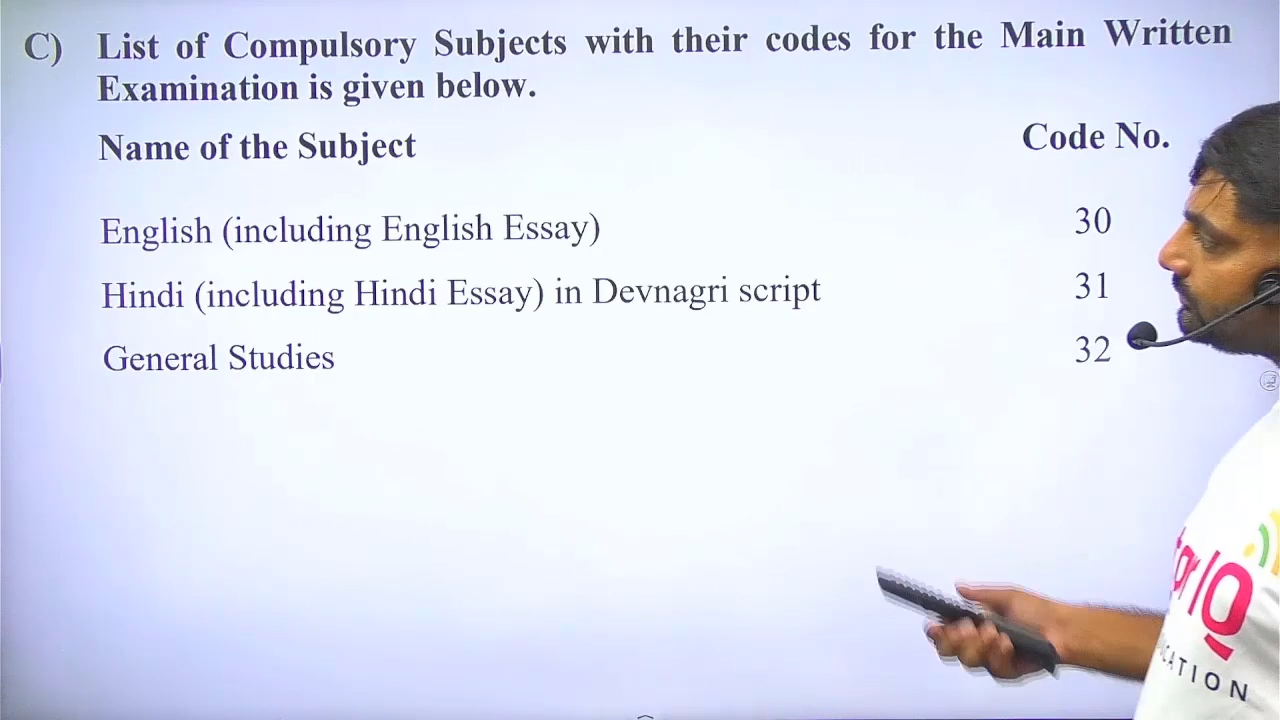 C) List of Compulsory Subjects with their codes for the Main Written
Examination is given below.
Name of the Subject Code No.
English (including English Essay) 30
Hindi (including Hindi Essay) in Devnagri script 31
General Studies 32